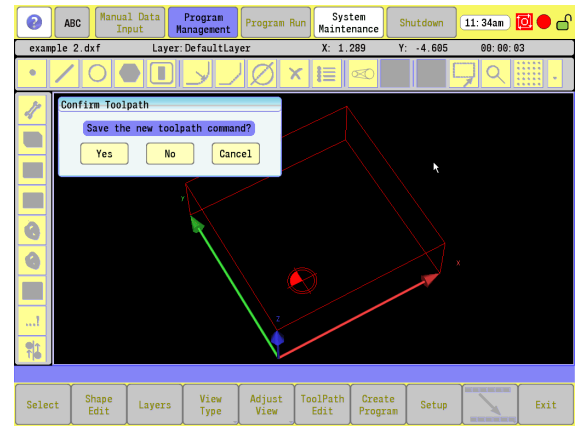 ?
ABC
Manual Data
Input
Program
Management
Program Run
System
Maintenance
Shutdown
11:34am
example 2.dxf
Layer:DefaultLayer
X: 1.289
Y: -4.605
00:00:03
Confirm Toolpath
Save the new toolpath command?
Yes
No
Cancel
Y
X
Z
...!
Select
Shape
Edit
Layers
View
Type
Adjust
View
ToolPath
Edit
Create
Program
Setup
Exit